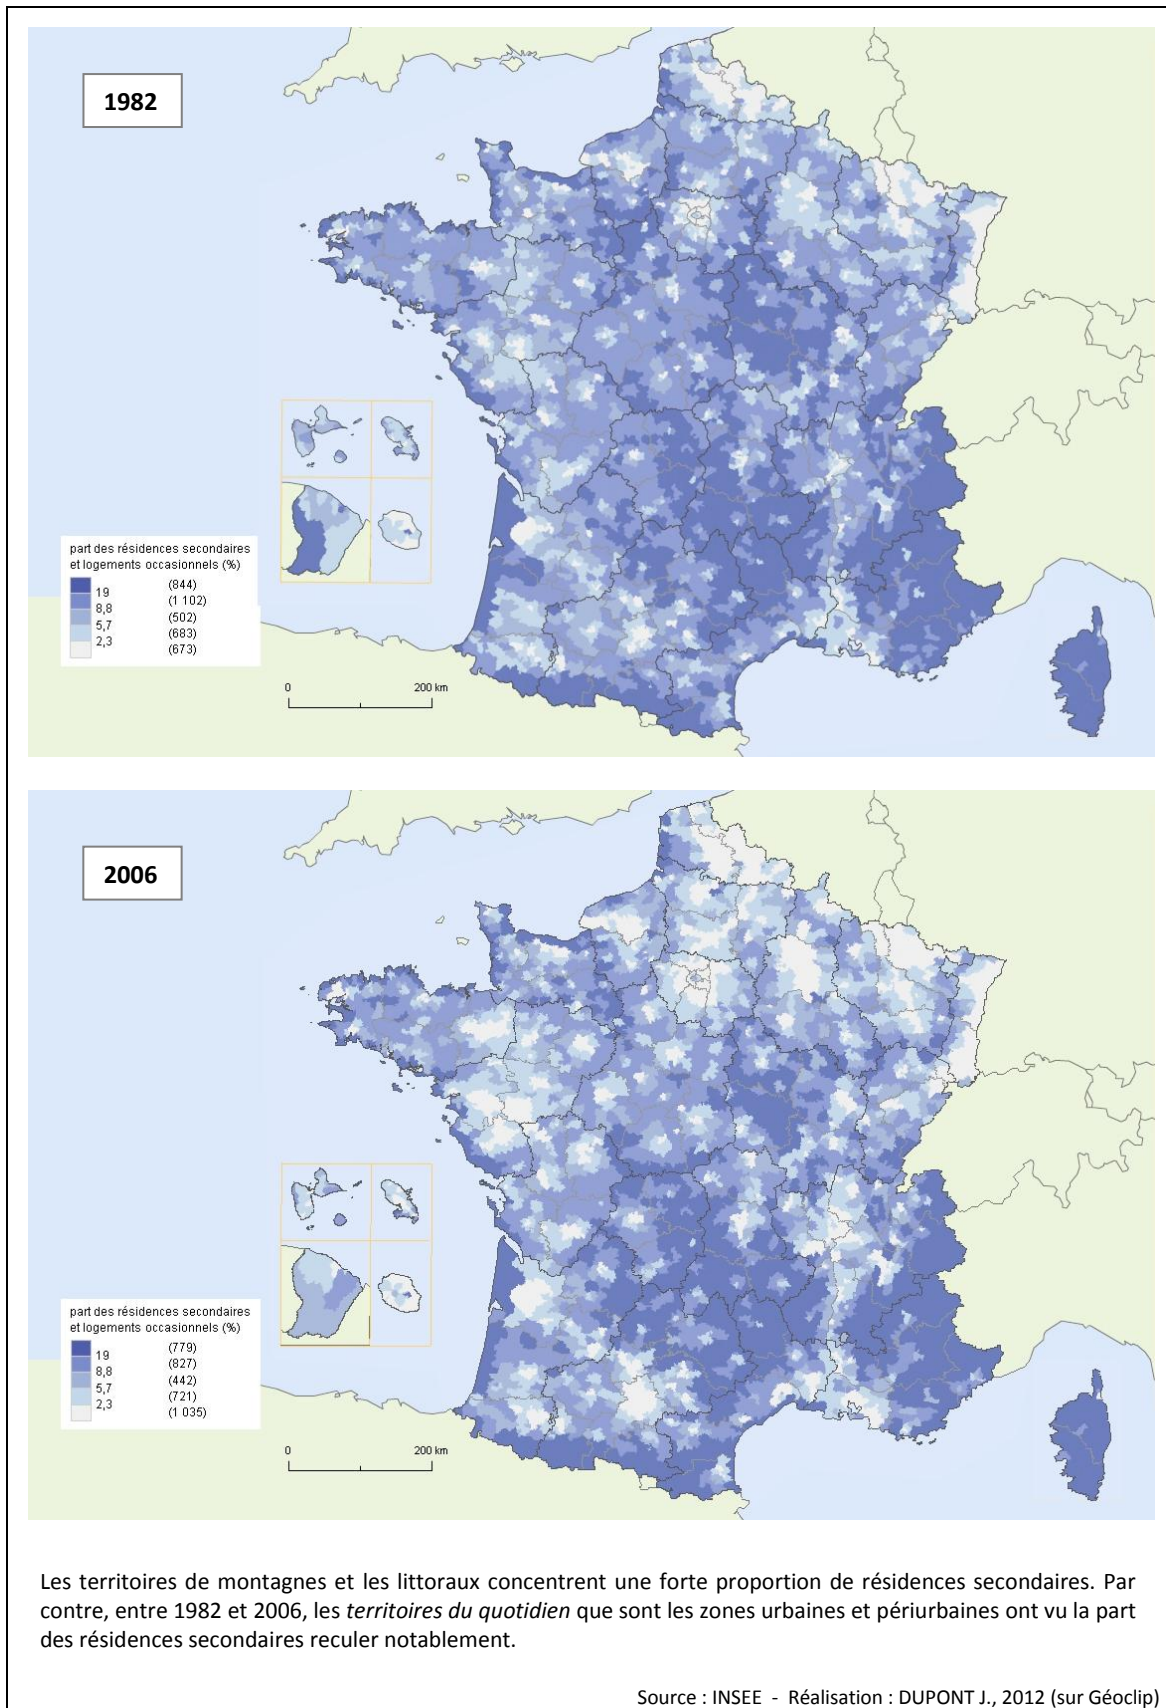 1982
part des résidences secondaires
et logements occasionnels (%)
(844)
19
(1 102)
8,8
(502)
5,7
(683)
2,3
(673)
0 200 km
2006
part des résidences secondaires
et logements occasionnels (%)
(779)
19
(827)
8,8
(442)
5,7
(721)
2,3
(1 035)
0 200 km
Les territoires de montagnes et les littoraux concentrent une forte proportion de résidences secondaires. Par
contre, entre 1982 et 2006, les territoires du quotidien que sont les zones urbaines et périurbaines ont vu la part
des résidences secondaires reculer notablement.
Source : INSEE - Réalisation : DUPONT J., 2012 (sur Géoclip)